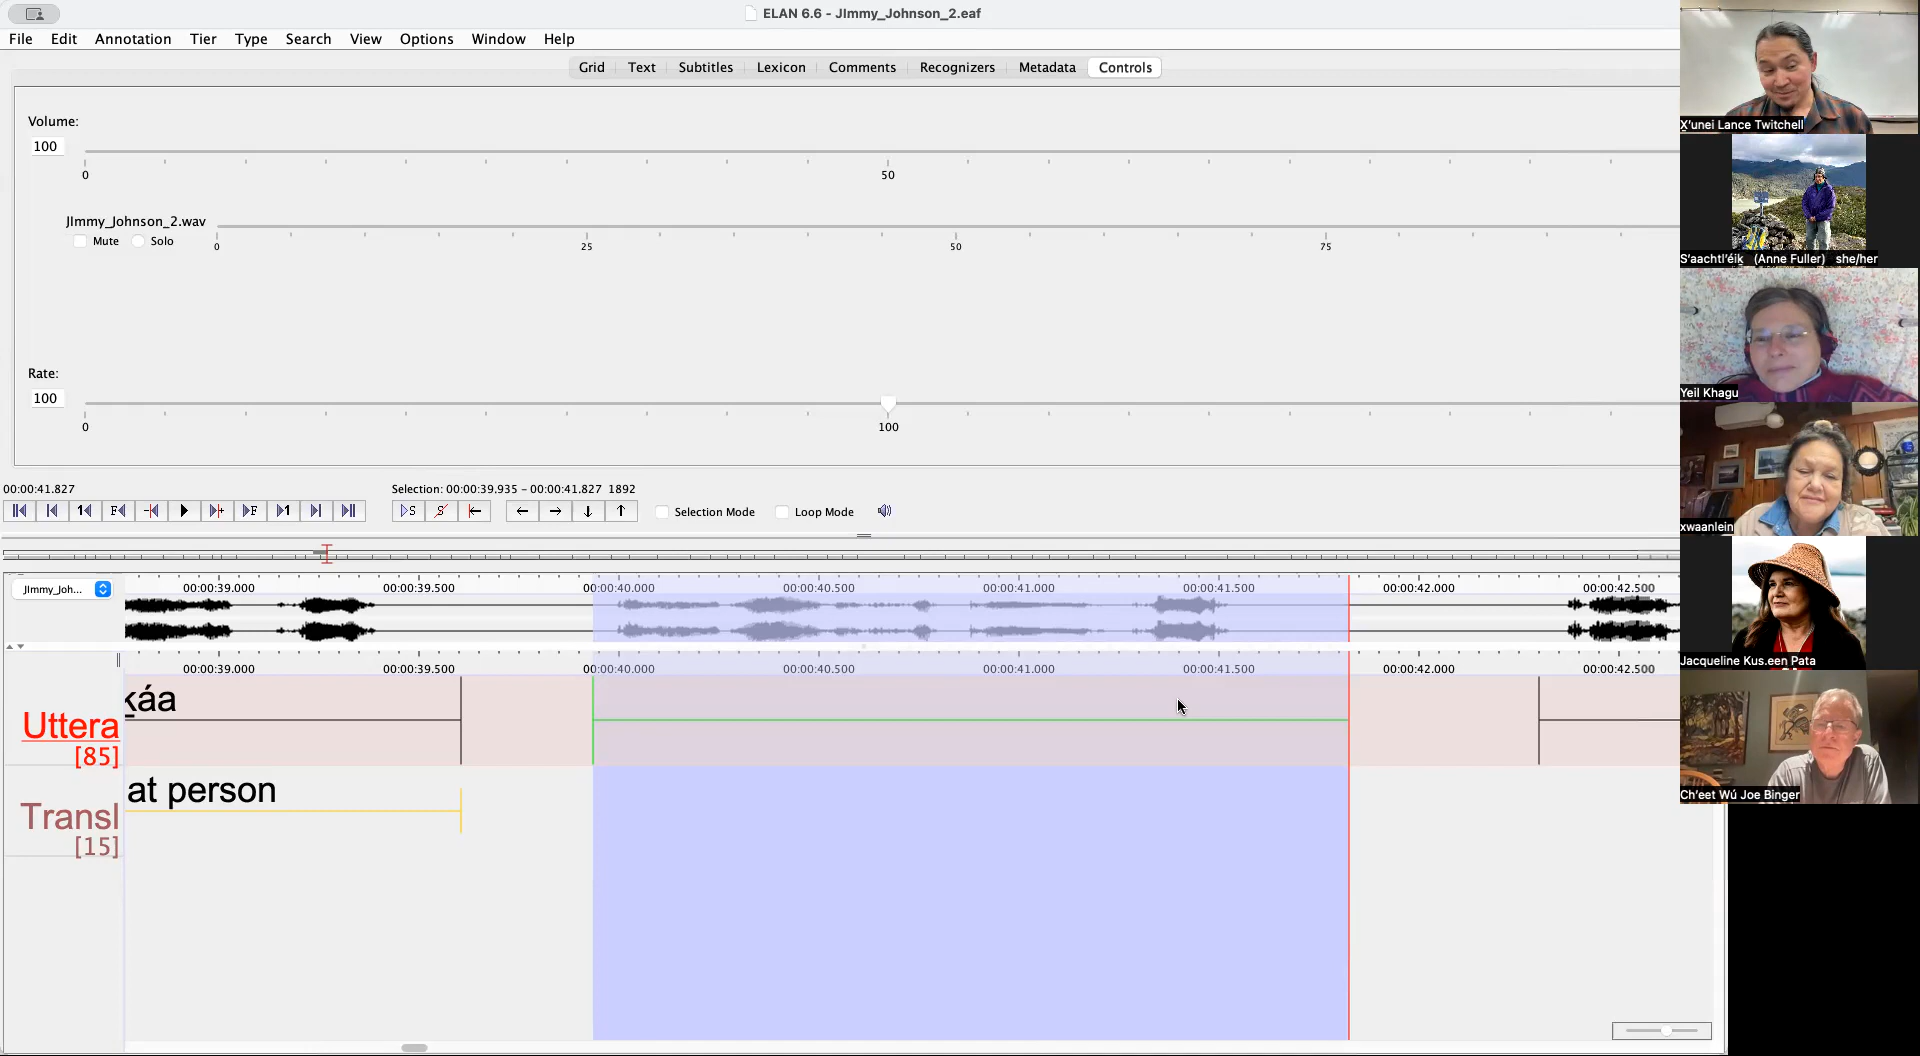 ELAN 6.6 - JImmy_Johnson_2.eaf
File Edit Annotation Tier Type Search View Options Window Help
Grid Text Subtitles Lexicon Comments Recognizers Metadata Controls
Volume:
100
0 50
JImmy_Johnson_2.wav
Mute Solo
0 25 50 75
Rate:
100
0 100
00:00:41.827
Selection: 00:00:39.935 - 00:00:41.827 1892
S S
Selection Mode Loop Mode
JImmy_Joh...
00:00:39.000 00:00:39.500 00:00:40.000 00:00:40.500 00:00:41.000 00:00:41.500 00:00:42.000 00:00:42.500
00:00:39.000 00:00:39.500 00:00:40.000 00:00:40.500 00:00:41.000 00:00:41.500 00:00:42.000 00:00:42.500
ḵáa
Uttera
[85]
at person
Transl
[15]
X̱'unei Lance Twitchell
S'aachtl'éiḵ (Anne Fuller) she/her
Yeil Khagu
xwaanlein
Jacqueline Kus.een Pata
Ch'eet Wú Joe Binger